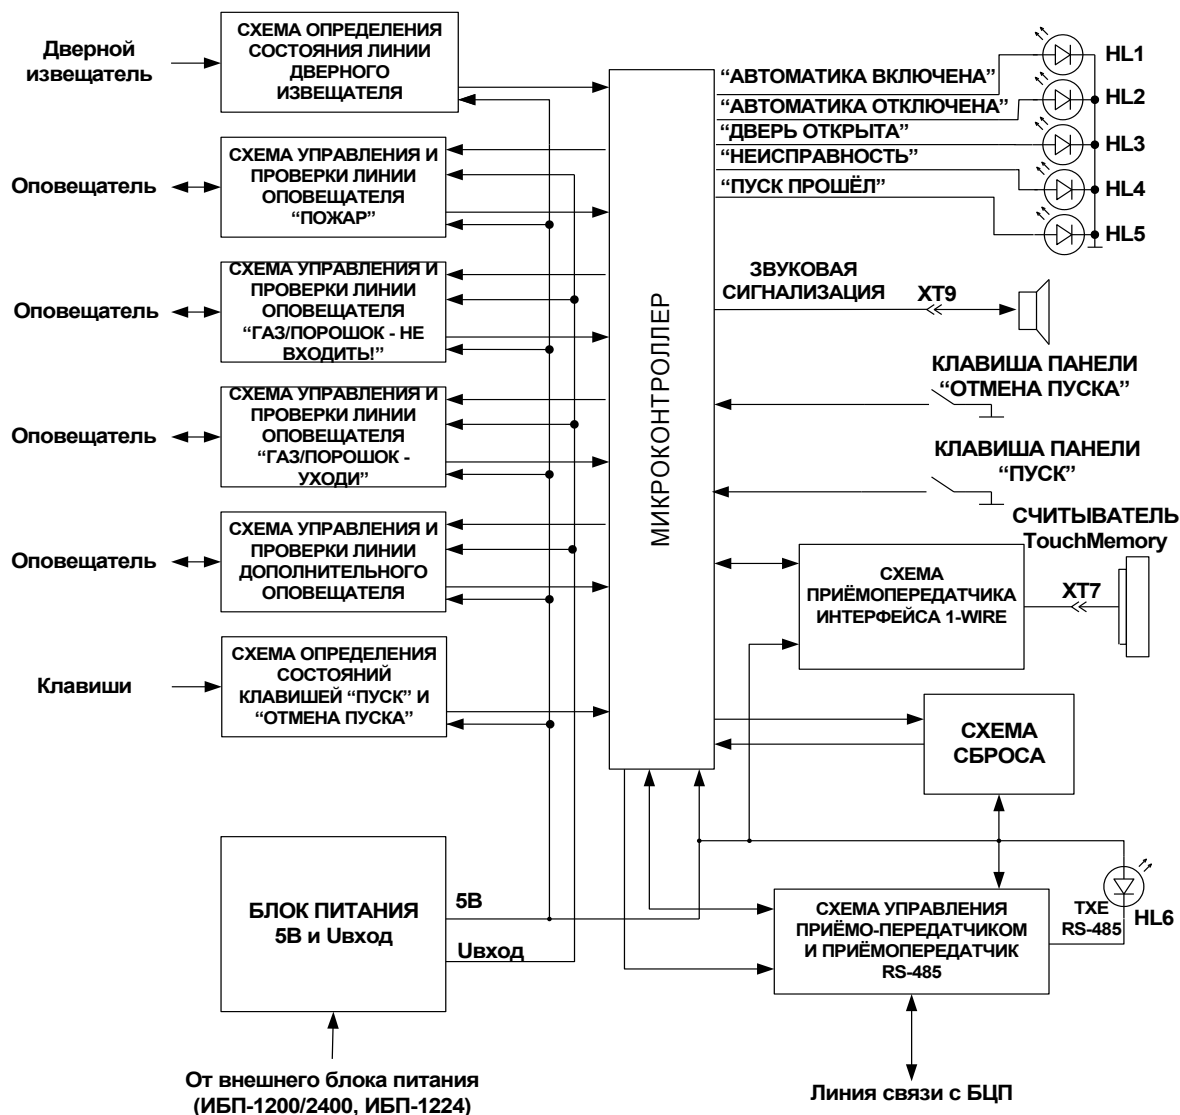 Дверной
извещатель
СХЕМА ОПРЕДЕЛЕНИЯ
СОСТОЯНИЯ ЛИНИИ
ДВЕРНОГО
ИЗВЕЩАТЕЛЯ
Оповещатель
СХЕМА УПРАВЛЕНИЯ И
ПРОВЕРКИ ЛИНИИ
ОПОВЕЩАТЕЛЯ
“ПОЖАР”
Оповещатель
СХЕМА УПРАВЛЕНИЯ И
ПРОВЕРКИ ЛИНИИ
ОПОВЕЩАТЕЛЯ
“ГАЗ/ПОРОШОК - НЕ
ВХОДИТЬ!”
Оповещатель
СХЕМА УПРАВЛЕНИЯ И
ПРОВЕРКИ ЛИНИИ
ОПОВЕЩАТЕЛЯ
“ГАЗ/ПОРОШОК -
УХОДИ”
Оповещатель
СХЕМА УПРАВЛЕНИЯ И
ПРОВЕРКИ ЛИНИИ
ДОПОЛНИТЕЛЬНОГО
ОПОВЕЩАТЕЛЯ
Клавиши
СХЕМА ОПРЕДЕЛЕНИЯ
СОСТОЯНИЙ
КЛАВИШЕЙ “ПУСК” И
“ОТМЕНА ПУСКА”
БЛОК ПИТАНИЯ
5В и Uвход
5В
Uвход
От внешнего блока питания
(ИБП-1200/2400, ИБП-1224)
МИКРОКОНТРОЛЛЕР
“АВТОМАТИКА ВКЛЮЧЕНА”
HL1
“АВТОМАТИКА ОТКЛЮЧЕНА”
HL2
“ДВЕРЬ ОТКРЫТА”
HL3
“НЕИСПРАВНОСТЬ”
HL4
“ПУСК ПРОШЁЛ”
HL5
ЗВУКОВАЯ
СИГНАЛИЗАЦИЯ
XT9
КЛАВИША ПАНЕЛИ
“ОТМЕНА ПУСКА”
КЛАВИША ПАНЕЛИ
“ПУСК”
СЧИТЫВАТЕЛЬ
TouchMemory
СХЕМА
ПРИЁМОПЕРЕДАТЧИКА
ИНТЕРФЕЙСА 1-WIRE
XT7
СХЕМА
СБРОСА
СХЕМА УПРАВЛЕНИЯ
ПРИЁМО-ПЕРЕДАТЧИКОМ
И ПРИЁМОПЕРЕДАТЧИК
RS-485
TXE
RS-485
HL6
Линия связи с БЦП